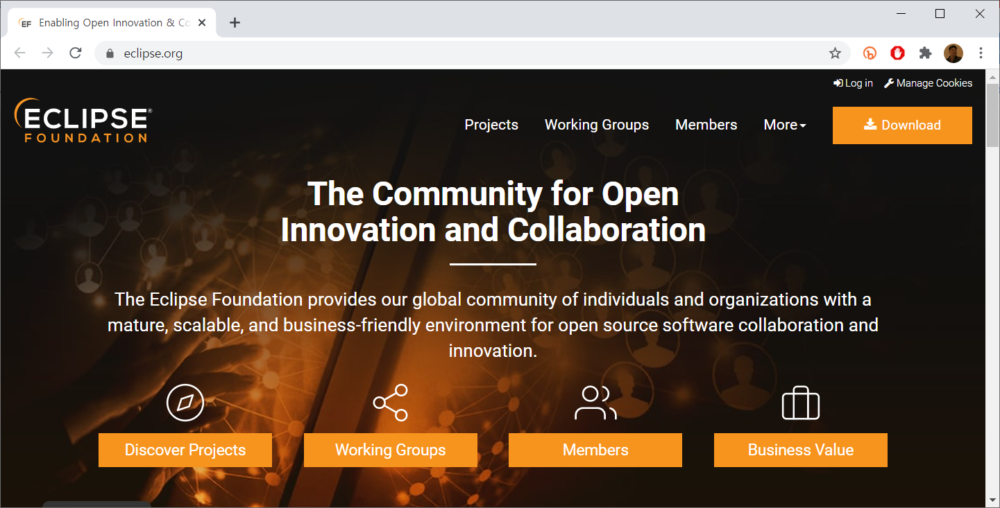 EF Enabling Open Innovation & Co
eclipse.org
Log in Manage Cookies
ECLIPSE®
FOUNDATION
Projects Working Groups Members More Download
The Community for Open
Innovation and Collaboration
The Eclipse Foundation provides our global community of individuals and organizations with a
mature, scalable, and business-friendly environment for open source software collaboration and
innovation.
Discover Projects Working Groups Members Business Value